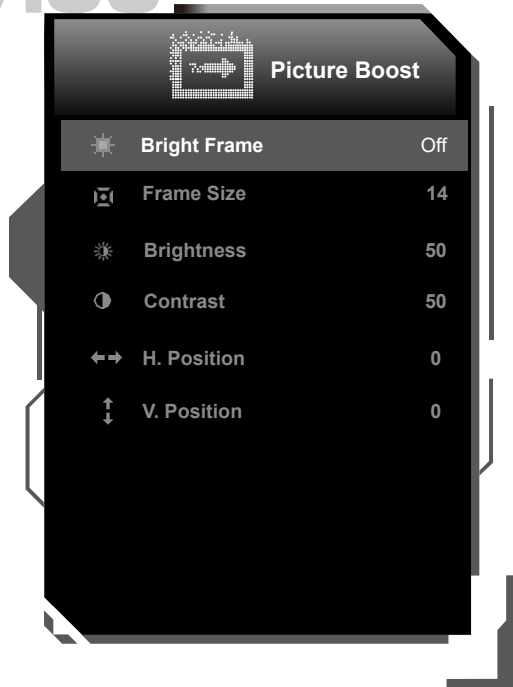 Picture Boost
Bright Frame Off
Frame Size 14
Brightness 50
Contrast 50
H. Position 0
V. Position 0